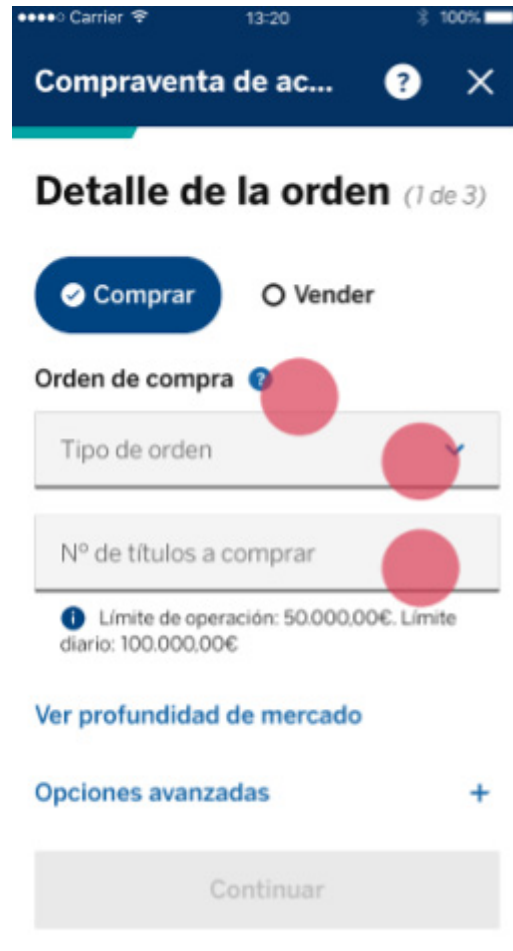 Carrier 13:20 100%
Compraventa de ac... ? ×
Detalle de la orden (1 de 3)
Comprar Vender
Orden de compra ?
Tipo de orden
Nº de títulos a comprar
i Límite de operación: 50.000,00€. Límite
diario: 100.000,00€
Ver profundidad de mercado
Opciones avanzadas +
Continuar